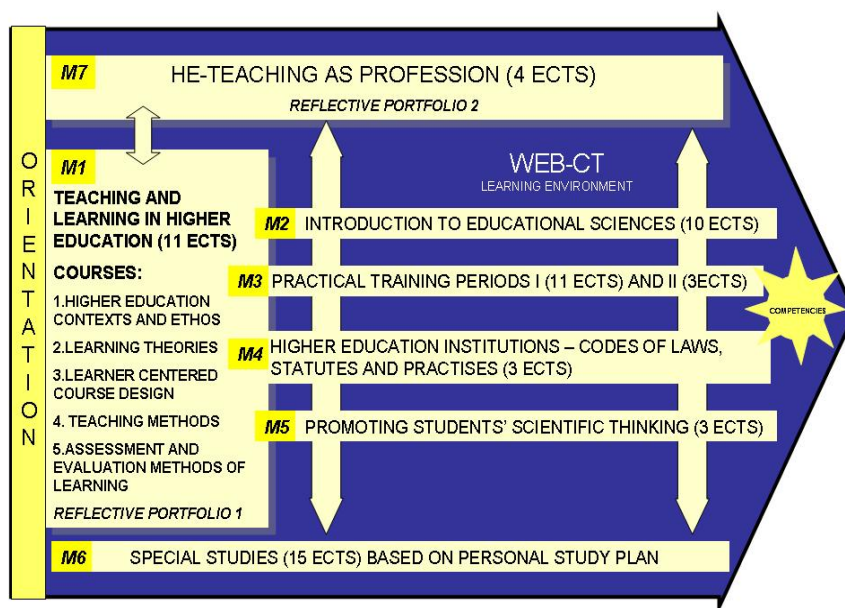 ORIENTATION
M7
HE-TEACHING AS PROFESSION (4 ECTS)
REFLECTIVE PORTFOLIO 2
M1
TEACHING AND
LEARNING IN HIGHER
EDUCATION (11 ECTS)
COURSES:
1.HIGHER EDUCATION
CONTEXTS AND ETHOS
2.LEARNING THEORIES
3.LEARNER CENTERED
COURSE DESIGN
4. TEACHING METHODS
5.ASSESSMENT AND
EVALUATION METHODS OF
LEARNING
REFLECTIVE PORTFOLIO 1
WEB-CT
LEARNING ENVIRONMENT
M2 INTRODUCTION TO EDUCATIONAL SCIENCES (10 ECTS)
M3 PRACTICAL TRAINING PERIODS I (11 ECTS) AND II (3ECTS)
M4 HIGHER EDUCATION INSTITUTIONS – CODES OF LAWS,
STATUTES AND PRACTISES (3 ECTS)
M5 PROMOTING STUDENTS' SCIENTIFIC THINKING (3 ECTS)
COMPETENCIES
M6 SPECIAL STUDIES (15 ECTS) BASED ON PERSONAL STUDY PLAN